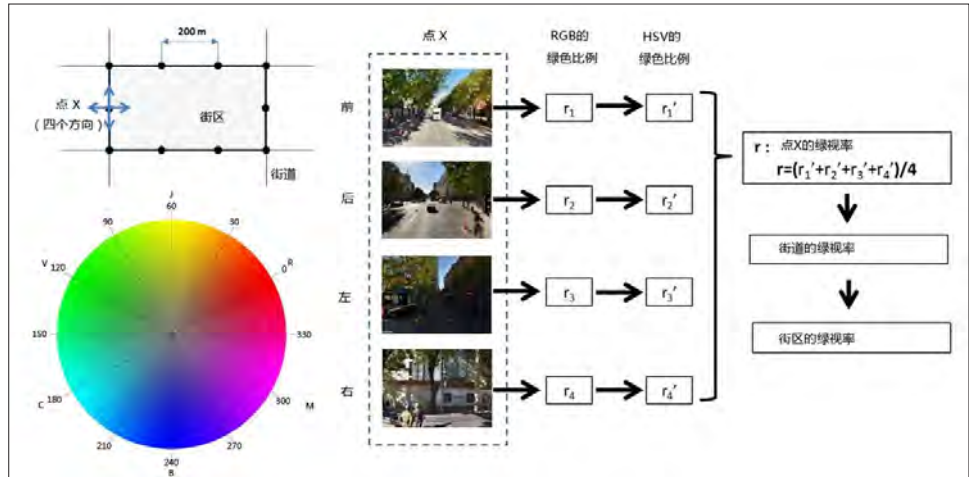 200 m
点 X
（四个方向）
街区
街道
J
60
30
R
0
330
M
300
270
240
B
210
180
C
150
120
V
点 X
RGB的
绿色比例
HSV的
绿色比例
前
r₁
r₁′
后
r₂
r₂′
左
r₃
r₃′
右
r₄
r₄′
r： 点X的绿视率
r=(r₁′+r₂′+r₃′+r₄′)/4
街道的绿视率
街区的绿视率